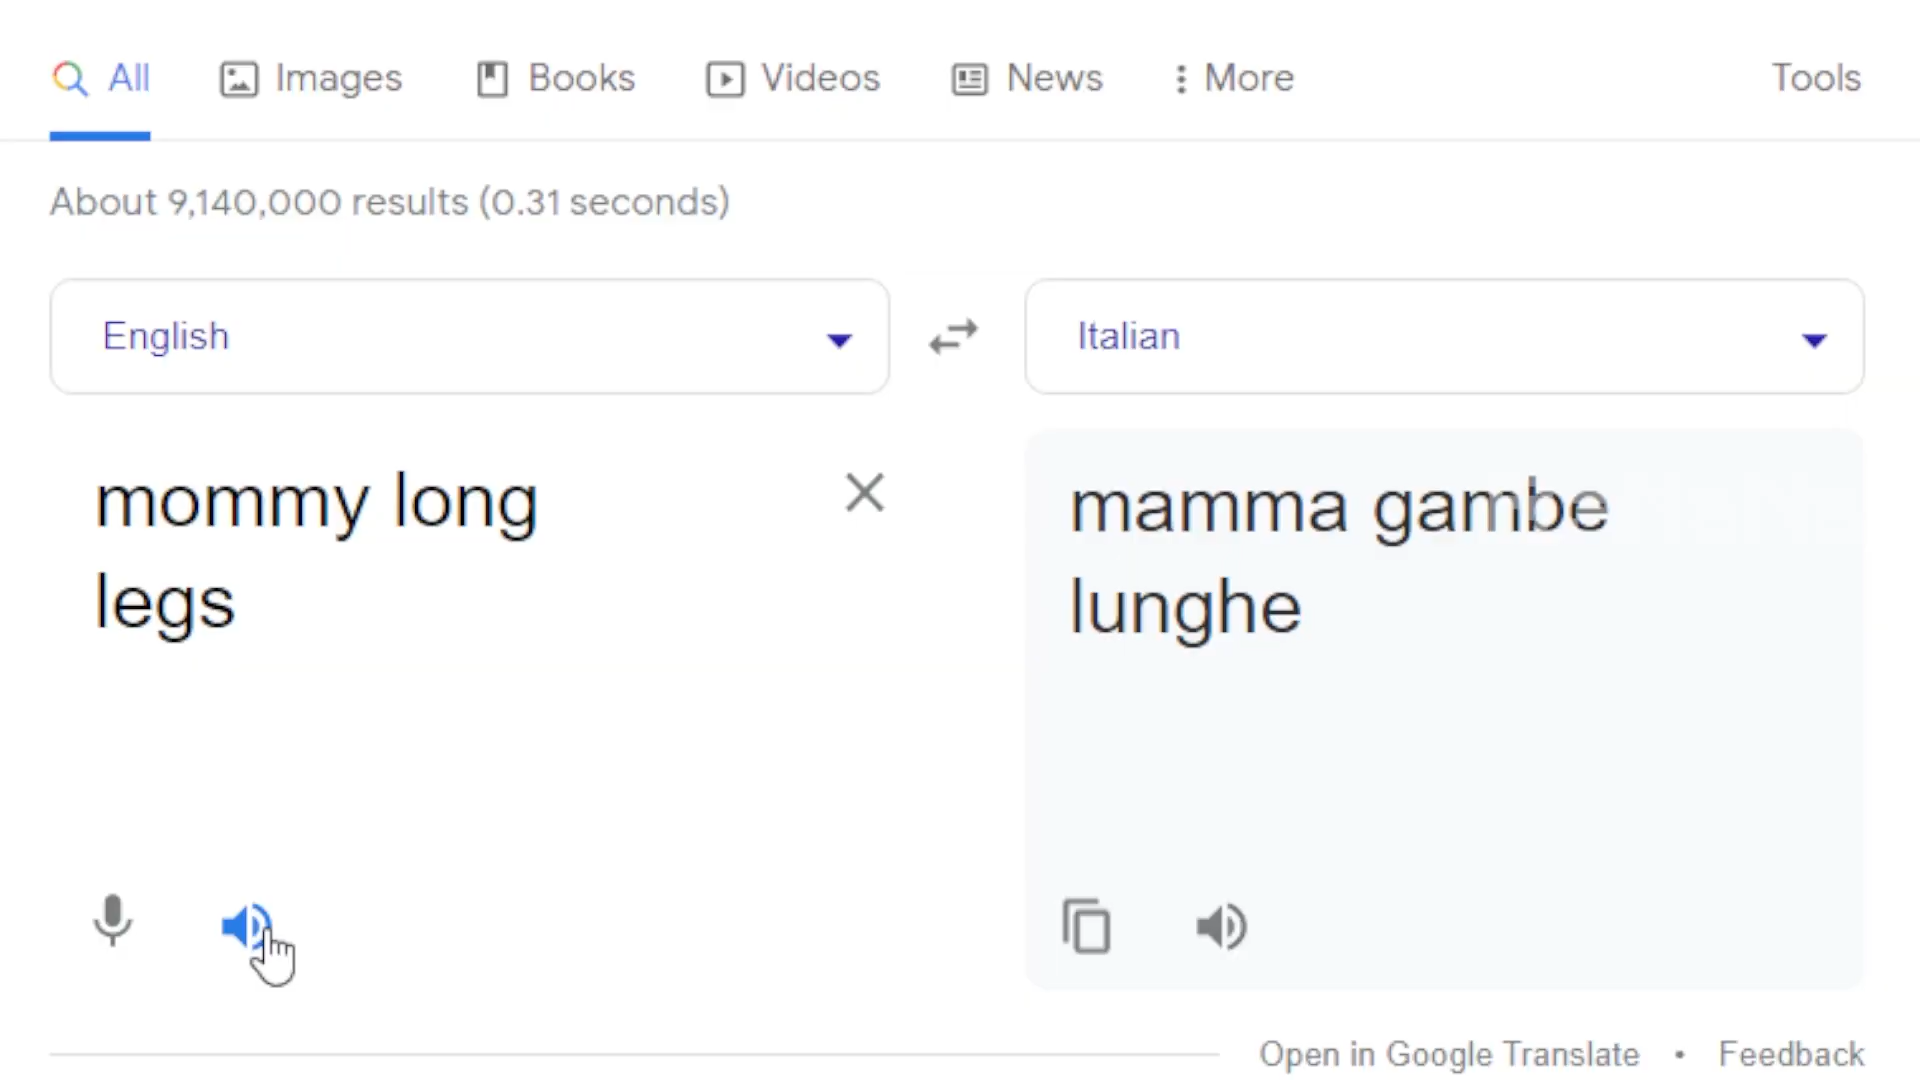 All Images Books Videos News More Tools
About 9,140,000 results (0.31 seconds)
English Italian
mommy long
legs
mamma gambe
lunghe
Open in Google Translate • Feedback